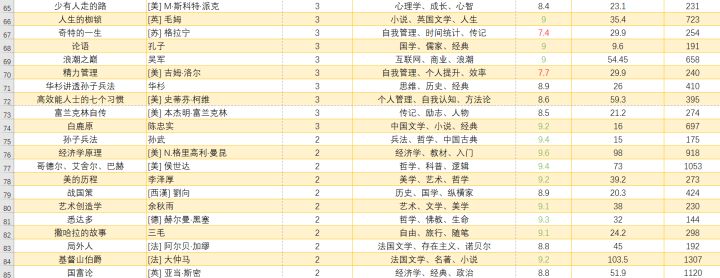 65 少有人走的路 [美] M·斯科特·派克 3 心理学、成长、心智 8.4 23.1 231
66 人生的枷锁 [英] 毛姆 3 小说、英国文学、人生 9 35.4 723
67 奇特的一生 [苏] 格拉宁 3 自我管理、时间统计、传记 7.4 29.9 254
68 论语 孔子 3 国学、儒家、经典 9 9.6 191
69 浪潮之巅 吴军 3 互联网、商业、浪潮 9 54.45 658
70 精力管理 [美] 吉姆·洛尔 3 自我管理、个人提升、效率 7.7 29.9 240
71 华杉讲透孙子兵法 华杉 3 思维、历史、经典 8.9 26 410
72 高效能人士的七个习惯 [美] 史蒂芬·柯维 3 个人管理、自我认知、方法论 8.6 59.3 395
73 富兰克林自传 [美] 本杰明·富兰克林 3 传记、励志、人物 8.5 21.2 274
74 白鹿原 陈忠实 3 中国文学、小说、经典 9.2 16 697
75 孙子兵法 孙武 2 兵法、哲学、中国古典 9.4 15 175
76 经济学原理 [美] N.格里高利·曼昆 2 经济学、教材、入门 9.6 98 918
77 哥德尔、艾舍尔、巴赫 [美] 侯世达 2 哲学、科普、逻辑 9.4 73 1053
78 美的历程 李泽厚 2 美学、艺术、哲学 9.2 39.2 273
79 战国策 [西漢] 劉向 2 历史、国学、纵横家 8.9 20.3 424
80 艺术创造学 余秋雨 2 艺术、文学、美学 9.1 38 230
81 悉达多 [德] 赫尔曼·黑塞 2 哲学、佛教、生命 9.3 32 144
82 撒哈拉的故事 三毛 2 自由、旅行、随笔 9.1 24.2 298
83 局外人 [法] 阿尔贝·加缪 2 法国文学、存在主义、诺贝尔 8.8 45 192
84 基督山伯爵 [法] 大仲马 2 法国文学、名著、小说 9.2 103.5 1307
85 国富论 [英] 亚当·斯密 2 经济学、经典、政治 8.8 51.9 1120